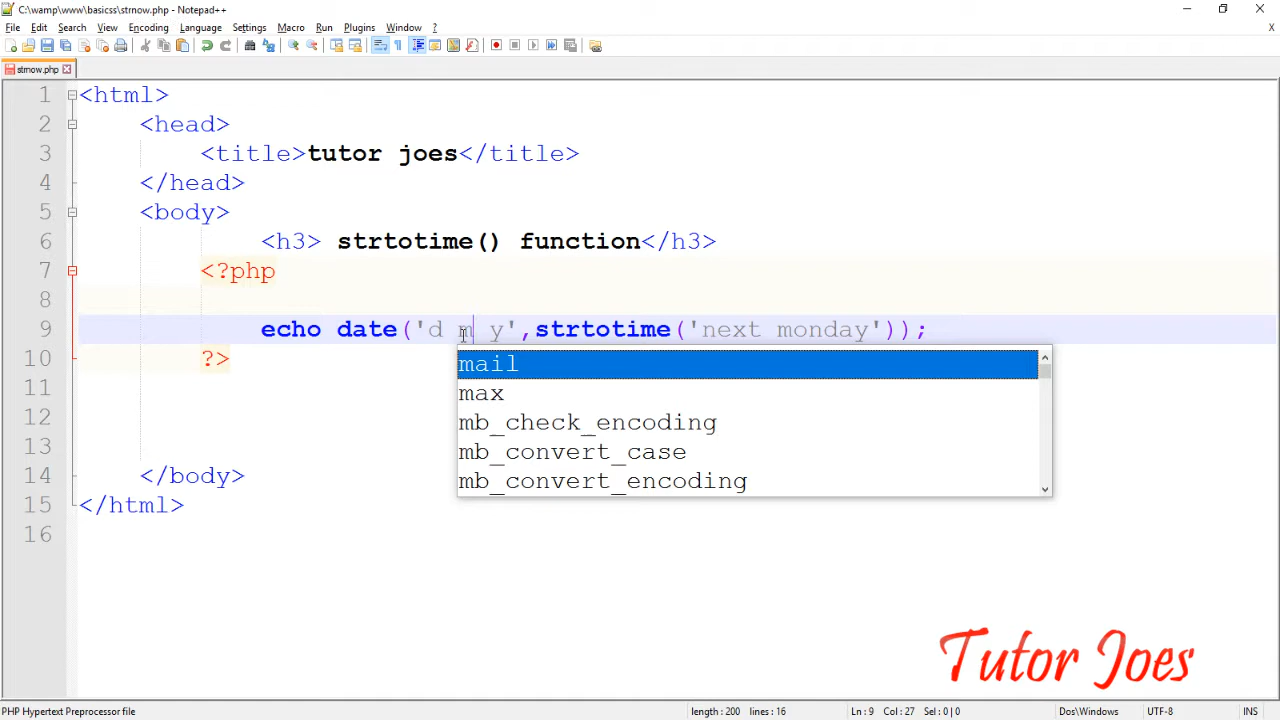 C:\wamp\www\basicss\strnow.php - Notepad++
File Edit Search View Encoding Language Settings Macro Run Plugins Window ?
X
strnow.php
1 <html>
2 <head>
3 <title>tutor joes</title>
4 </head>
5 <body>
6 <h3> strtotime() function</h3>
7 <?php
8
9 echo date('d m y',strtotime('next monday'));
10 ?>
mail
11
max
12
mb_check_encoding
13
mb_convert_case
14 </body>
mb_convert_encoding
15 </html>
16
Tutor Joes
PHP Hypertext Preprocessor file length : 200 lines : 16 Ln : 9 Col : 27 Sel : 0 | 0 Dos\Windows UTF-8 INS